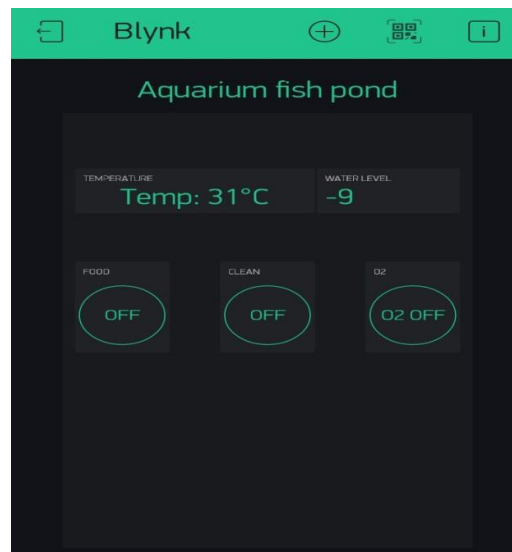 Blynk
i
Aquarium fish pond
TEMPERATURE WATER LEVEL
Temp: 31°C -9
FOOD CLEAN O2
OFF OFF O2 OFF